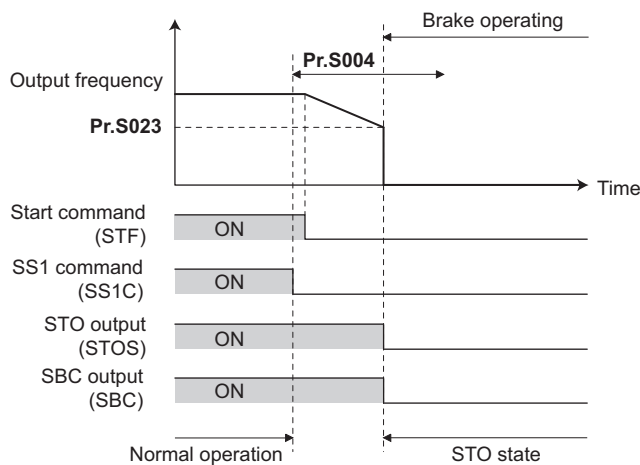 Brake operating
Pr.S004
Output frequency
Pr.S023
Time
Start command
(STF)
ON
SS1 command
(SS1C)
ON
STO output
(STOS)
ON
SBC output
(SBC)
ON
Normal operation
STO state